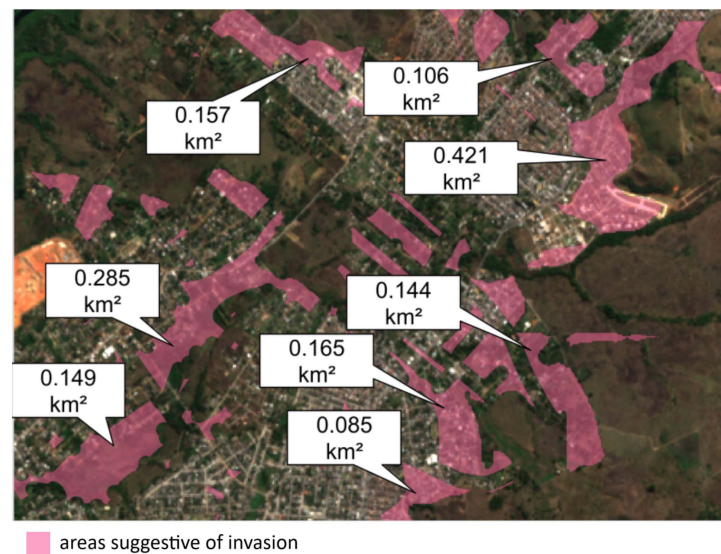 0.157
km²
0.106
km²
0.421
km²
0.285
km²
0.144
km²
0.165
km²
0.149
km²
0.085
km²
areas suggestive of invasion